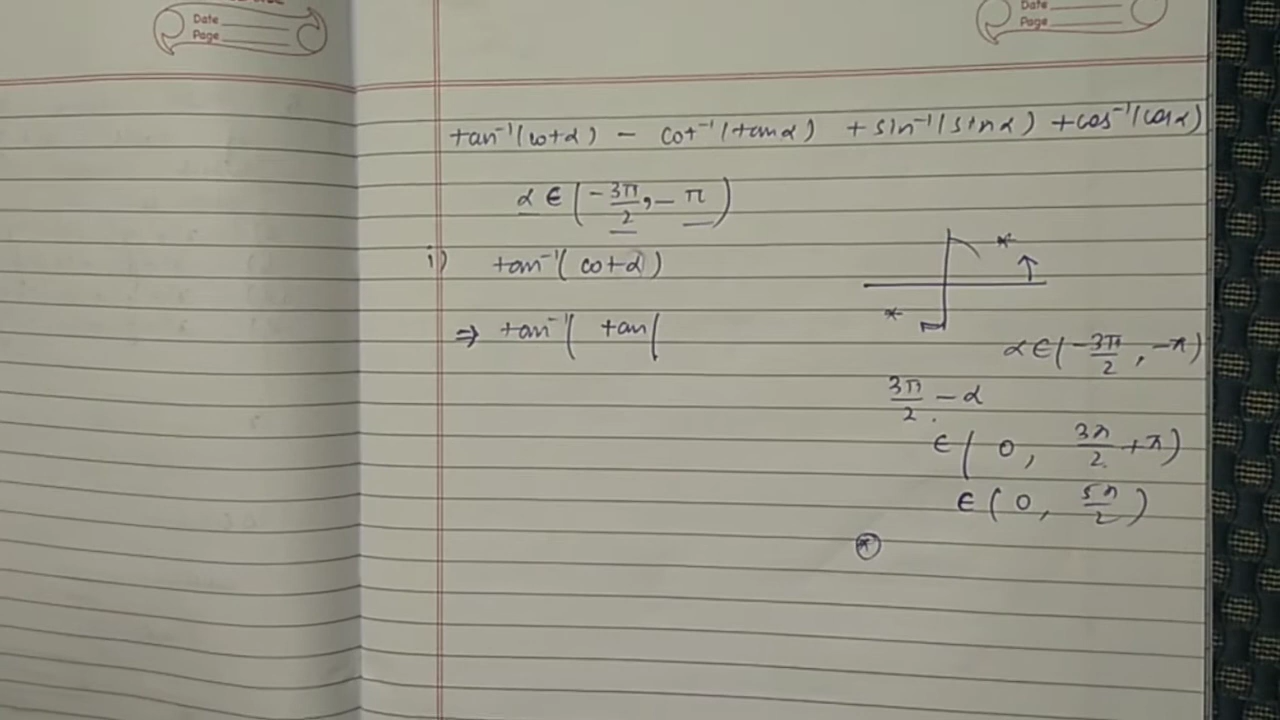 Date
Page
Date
Page
tan⁻¹(cotα) - cot⁻¹(tanα) + sin⁻¹(sinα) + cos⁻¹(cosα)
α ∈ (-3π/2, -π)
i) tan⁻¹(cotα)
⇒ tan⁻¹( tan(
α∈(-3π/2, -π)
3π/2 - α
∈( 0, 3π/2 + π)
∈( 0, 5π/2 )